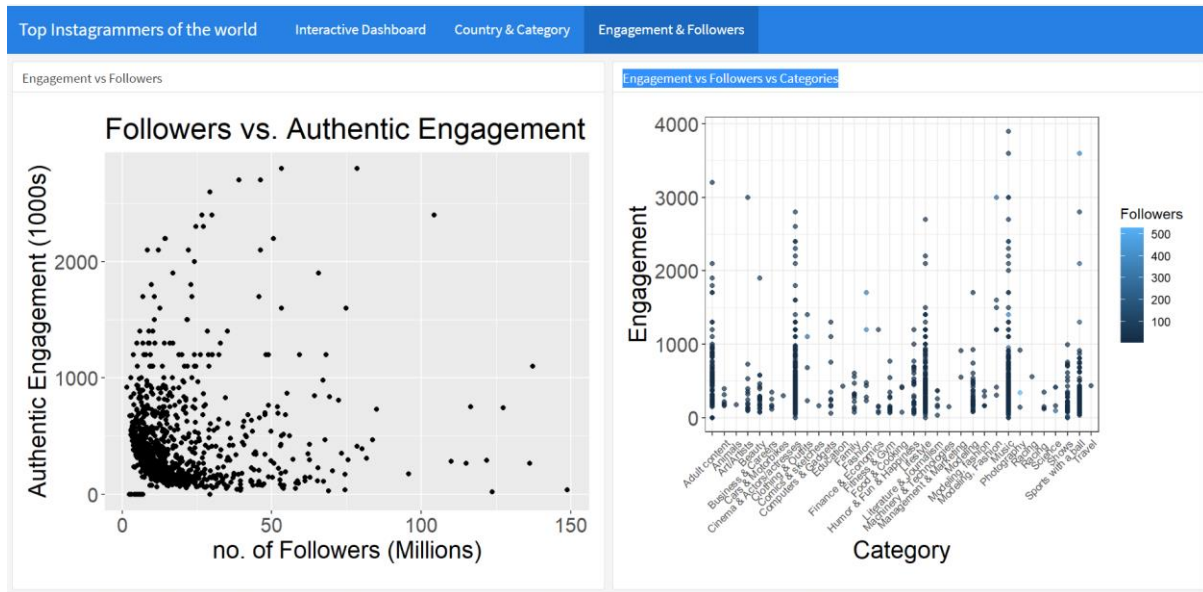 Top Instagrammers of the world
Interactive Dashboard
Country & Category
Engagement & Followers
Engagement vs Followers
Followers vs. Authentic Engagement
Authentic Engagement (1000s)
2000
1000
0
0
50
100
150
no. of Followers (Millions)
Engagement vs Followers vs Categories
Engagement
4000
3000
2000
1000
0
Adult content
Animals
Art/Artists
Beauty
Business & Careers
Cars & Motorbikes
Cinema & Actors/actresses
Clothing & Outfits
Comics & sketches
Computers & Gadgets
Education
Family
Fashion
Finance & Economics
Fitness & Gym
Food & Cooking
Humor & Fun & Happiness
Lifestyle
Literature & Journalism
Machinery & Technologies
Management & Marketing
Modeling
Modeling, Fashion
Music
Photography
Racing
Science
Shows
Sports with a ball
Travel
Category
Followers
500
400
300
200
100